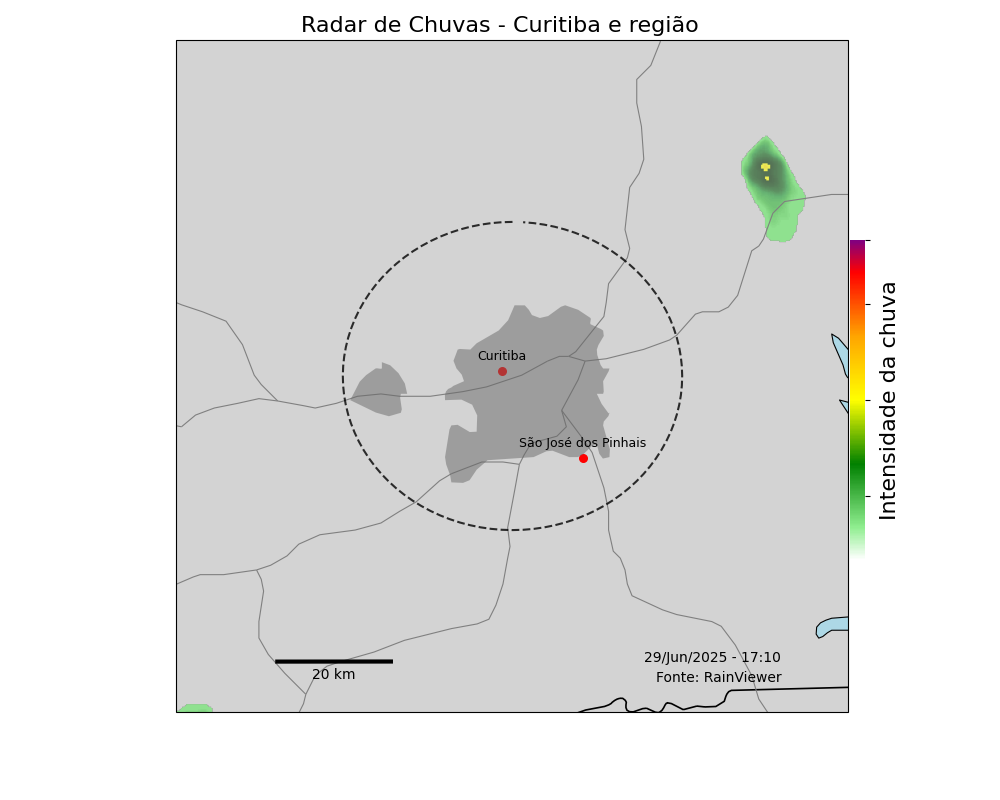 Radar de Chuvas - Curitiba e região
Curitiba
São José dos Pinhais
Intensidade da chuva
29/Jun/2025 - 17:10
20 km
Fonte: RainViewer